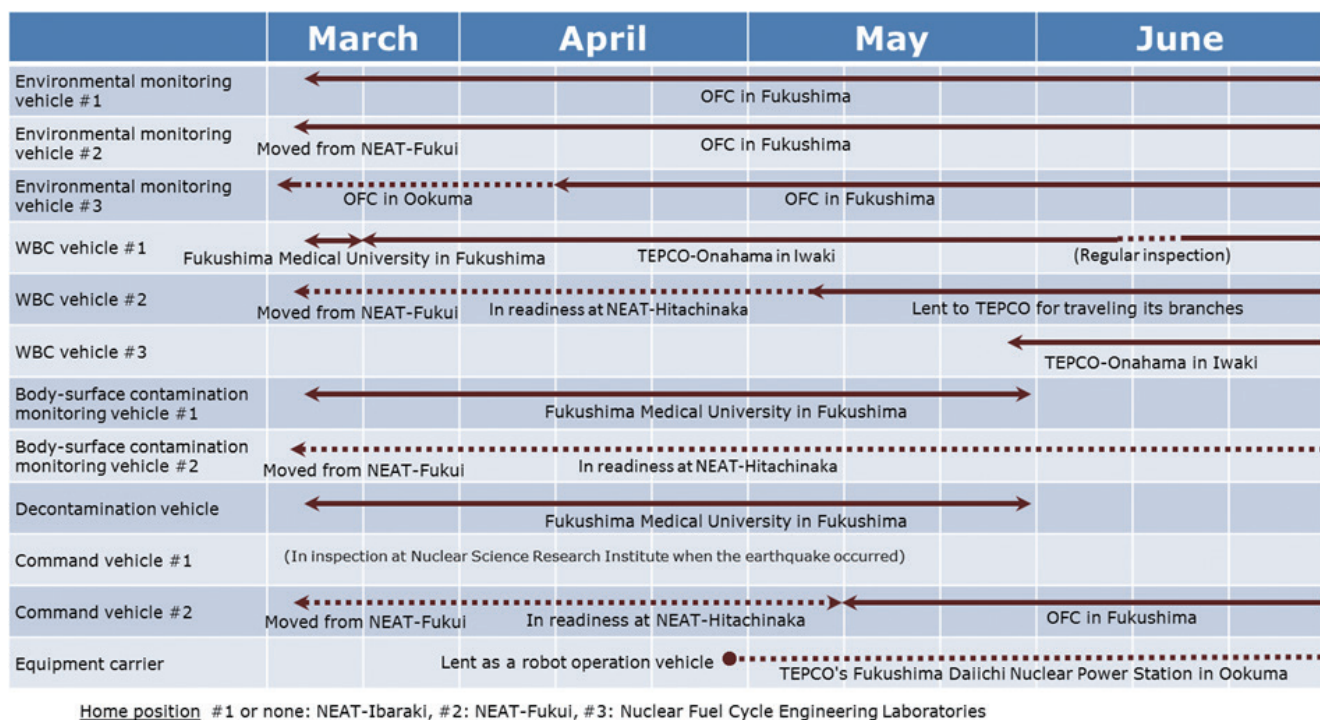 March April May June
Environmental monitoring
vehicle #1
OFC in Fukushima
Environmental monitoring
vehicle #2
Moved from NEAT-Fukui
OFC in Fukushima
Environmental monitoring
vehicle #3
OFC in Ookuma
OFC in Fukushima
WBC vehicle #1
Fukushima Medical University in Fukushima
TEPCO-Onahama in Iwaki
(Regular inspection)
WBC vehicle #2
Moved from NEAT-Fukui
In readiness at NEAT-Hitachinaka
Lent to TEPCO for traveling its branches
WBC vehicle #3
TEPCO-Onahama in Iwaki
Body-surface contamination
monitoring vehicle #1
Fukushima Medical University in Fukushima
Body-surface contamination
monitoring vehicle #2
Moved from NEAT-Fukui
In readiness at NEAT-Hitachinaka
Decontamination vehicle
Fukushima Medical University in Fukushima
Command vehicle #1
(In inspection at Nuclear Science Research Institute when the earthquake occurred)
Command vehicle #2
Moved from NEAT-Fukui
In readiness at NEAT-Hitachinaka
OFC in Fukushima
Equipment carrier
Lent as a robot operation vehicle
TEPCO's Fukushima Daiichi Nuclear Power Station in Ookuma
Home position #1 or none: NEAT-Ibaraki, #2: NEAT-Fukui, #3: Nuclear Fuel Cycle Engineering Laboratories